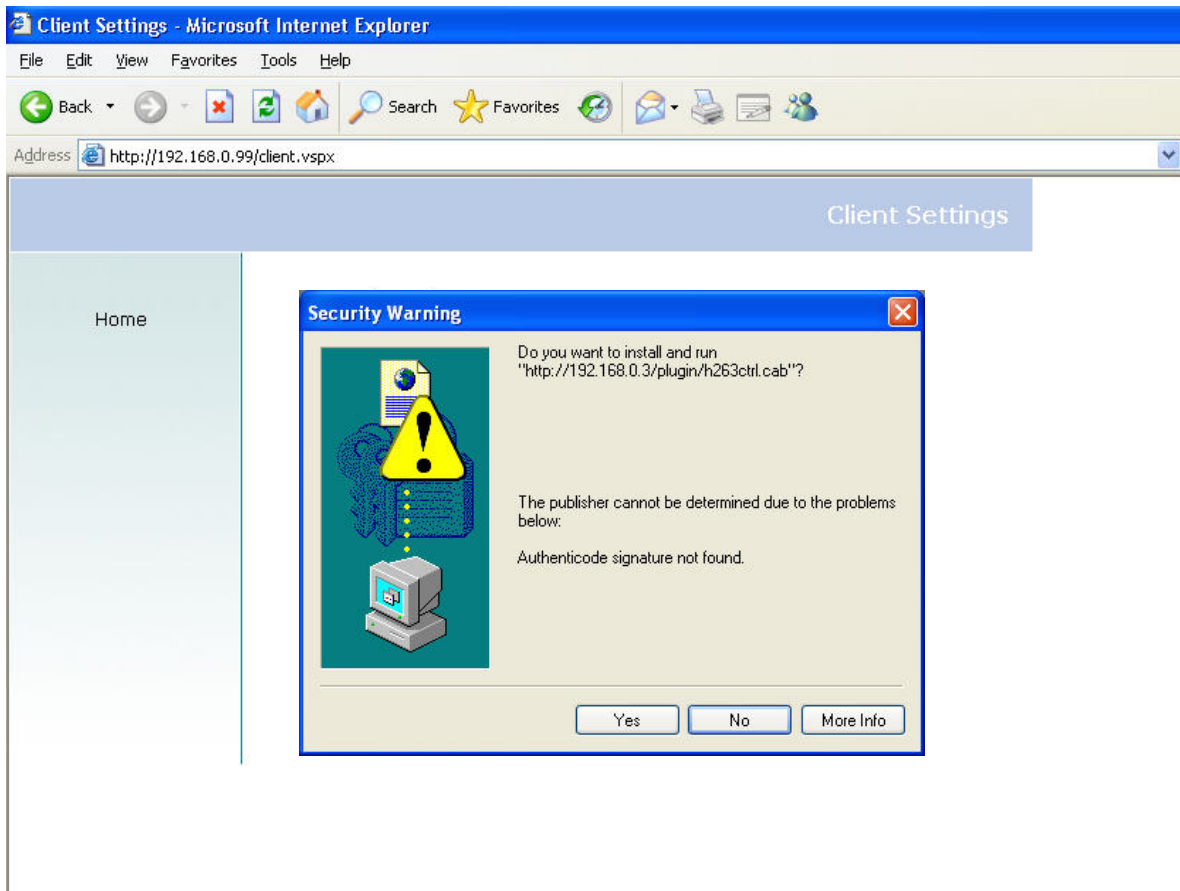 Client Settings - Microsoft Internet Explorer
File Edit View Favorites Tools Help
Back Search Favorites
Address http://192.168.0.99/client.vspx
Client Settings
Home
Security Warning
Do you want to install and run
"http://192.168.0.3/plugin/h263ctrl.cab"?
The publisher cannot be determined due to the problems
below:
Authenticode signature not found.
Yes No More Info